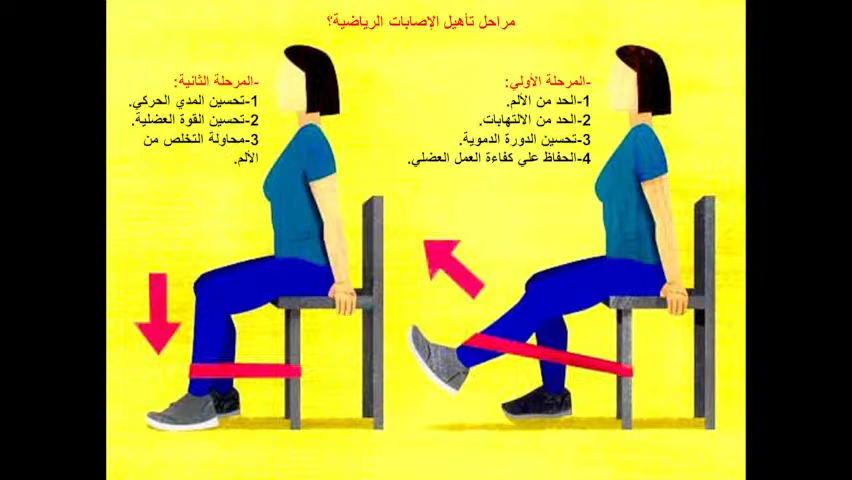 مراحل تأهيل الإصابات الرياضية؟
-المرحلة الأولي:
1-الحد من الألم.
2-الحد من الالتهابات.
3-تحسين الدورة الدموية.
4-الحفاظ علي كفاءة العمل العضلي.
-المرحلة الثانية:
1-تحسين المدي الحركي.
2-تحسين القوة العضلية.
3-محاولة التخلص من
الألم.